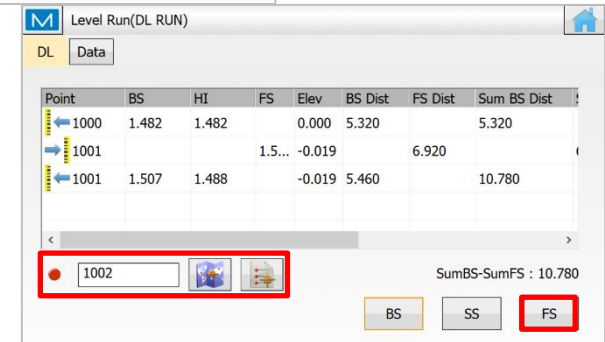 Level Run(DL RUN)
DL Data
Point BS HI FS Elev BS Dist FS Dist Sum BS Dist
1000 1.482 1.482 0.000 5.320 5.320
1001 1.5... -0.019 6.920
1001 1.507 1.488 -0.019 5.460 10.780
1002 SumBS-SumFS : 10.780
BS SS FS